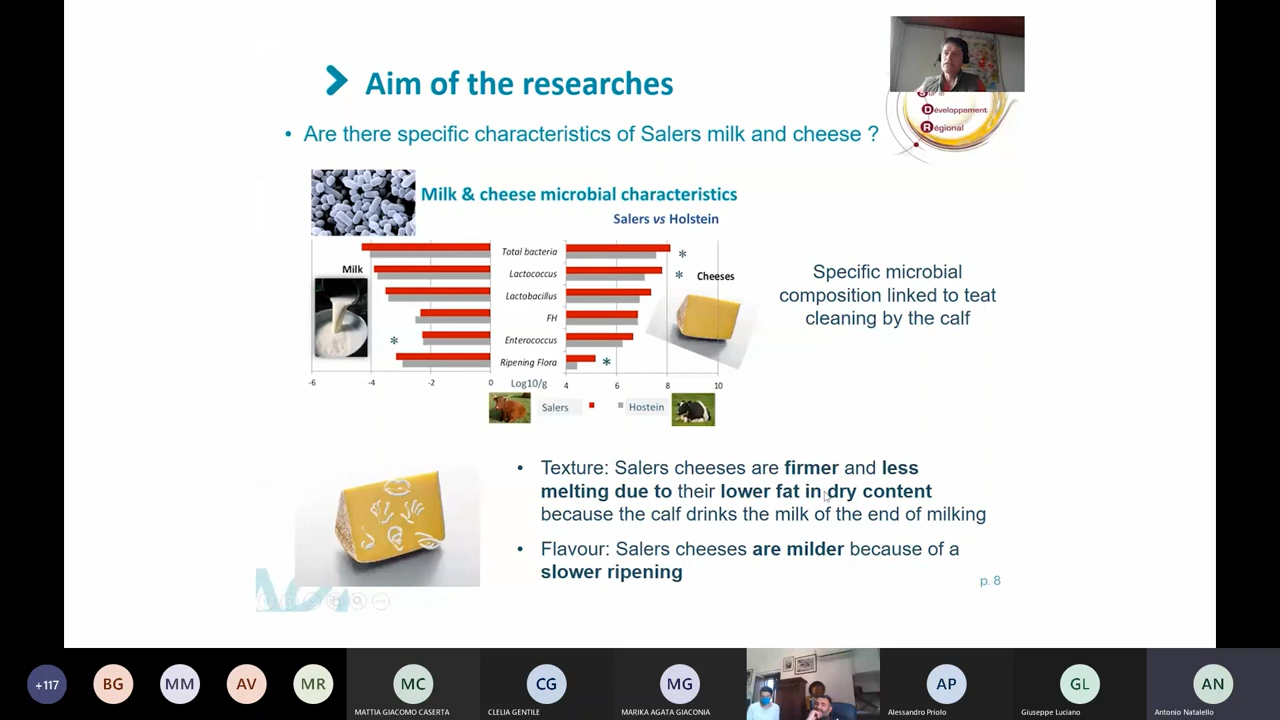 Aim of the researches
Sur le
Développement
Régional
• Are there specific characteristics of Salers milk and cheese ?
Milk & cheese microbial characteristics
Salers vs Holstein
Total bacteria
*
Milk
Lactococcus
*
Cheeses
Lactobacillus
FH
*
Enterococcus
Ripening Flora
*
-6
-4
-2
0
Log10/g
4
6
8
10
Salers
Hostein
Specific microbial
composition linked to teat
cleaning by the calf
• Texture: Salers cheeses are firmer and less
melting due to their lower fat in dry content
because the calf drinks the milk of the end of milking
• Flavour: Salers cheeses are milder because of a
slower ripening
p. 8
+117
BG
MM
AV
MR
MC
MATTIA GIACOMO CASERTA
CG
CLELIA GENTILE
MG
MARIKA AGATA GIACONIA
AP
Alessandro Priolo
GL
Giuseppe Luciano
AN
Antonio Natalello